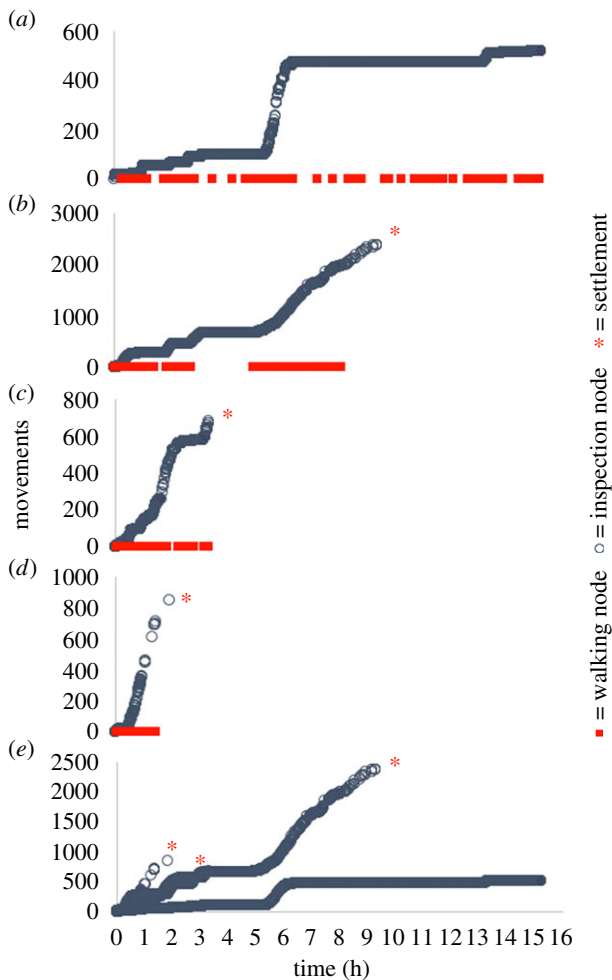 (a)
600
400
200
0
(b)
3000
2000
1000
0
(c)
800
600
400
200
0
(d)
1000
800
600
400
200
0
(e)
2500
2000
1500
1000
500
0
0 1 2 3 4 5 6 7 8 9 10 11 12 13 14 15 16
time (h)
movements
■ = walking node ○ = inspection node * = settlement